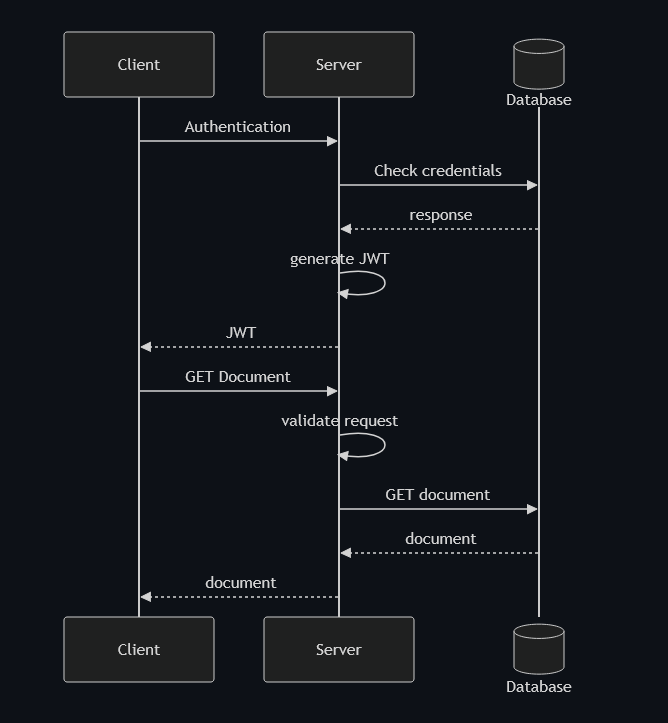 Client
Server
Database
Authentication
Check credentials
response
generate JWT
JWT
GET Document
validate request
GET document
document
document
Client
Server
Database